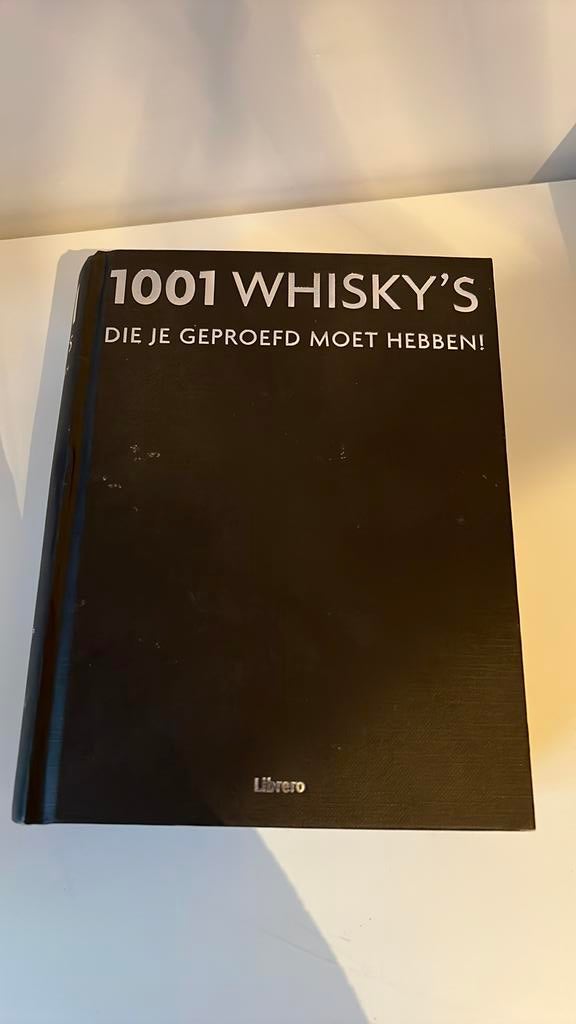 1001 WHISKY'S
DIE JE GEPROEFD MOET HEBBEN!
Librero